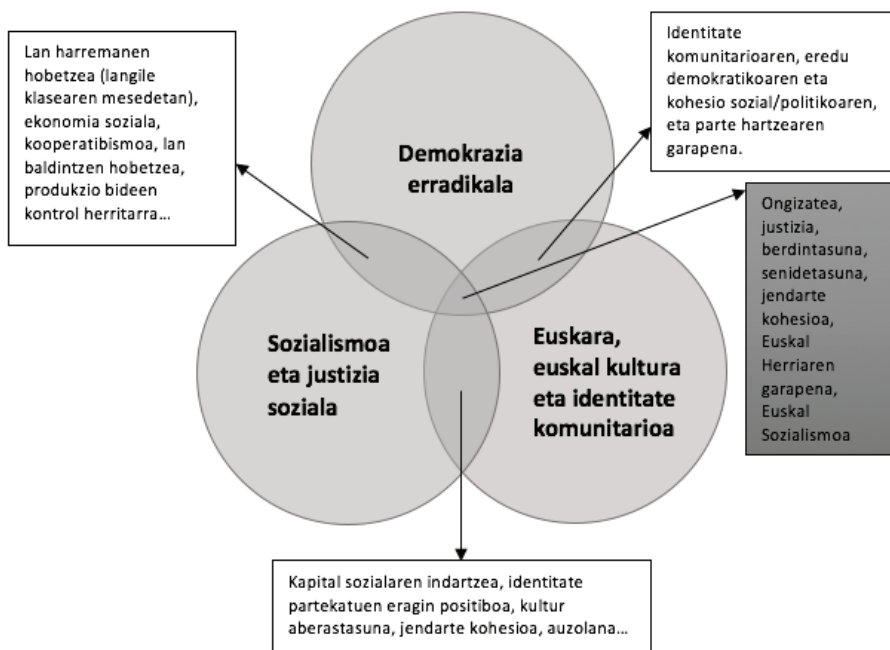 Lan harremanen
hobetzea (langile
klasearen mesedetan),
ekonomia soziala,
kooperatibismoa, lan
baldintzen hobetzea,
produkzio bideen
kontrol herritarra...
Demokrazia
erradikala
Identitate
komunitarioaren, eredu
demokratikoaren eta
kohesio sozial/politikoaren,
eta parte hartzearen
garapena.
Ongizatea,
justizia,
berdintasuna,
senidetasuna,
jendarte
kohesioa,
Euskal
Herriaren
garapena,
Euskal
Sozialismoa
Sozialismoa
eta justizia
soziala
Euskara,
euskal kultura
eta identitate
komunitarioa
Kapital sozialaren indartzea, identitate
partekatuen eragin positiboa, kultur
aberastasuna, jendarte kohesioa, auzolana...